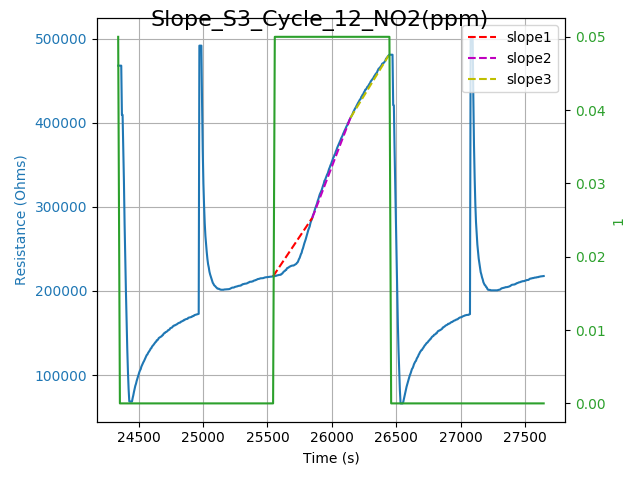 Slope_S3_Cycle_12_NO2(ppm)
slope1
slope2
slope3
500000
400000
300000
200000
100000
Resistance (Ohms)
0.05
0.04
0.03
0.02
0.01
0.00
1
24500 25000 25500 26000 26500 27000 27500
Time (s)